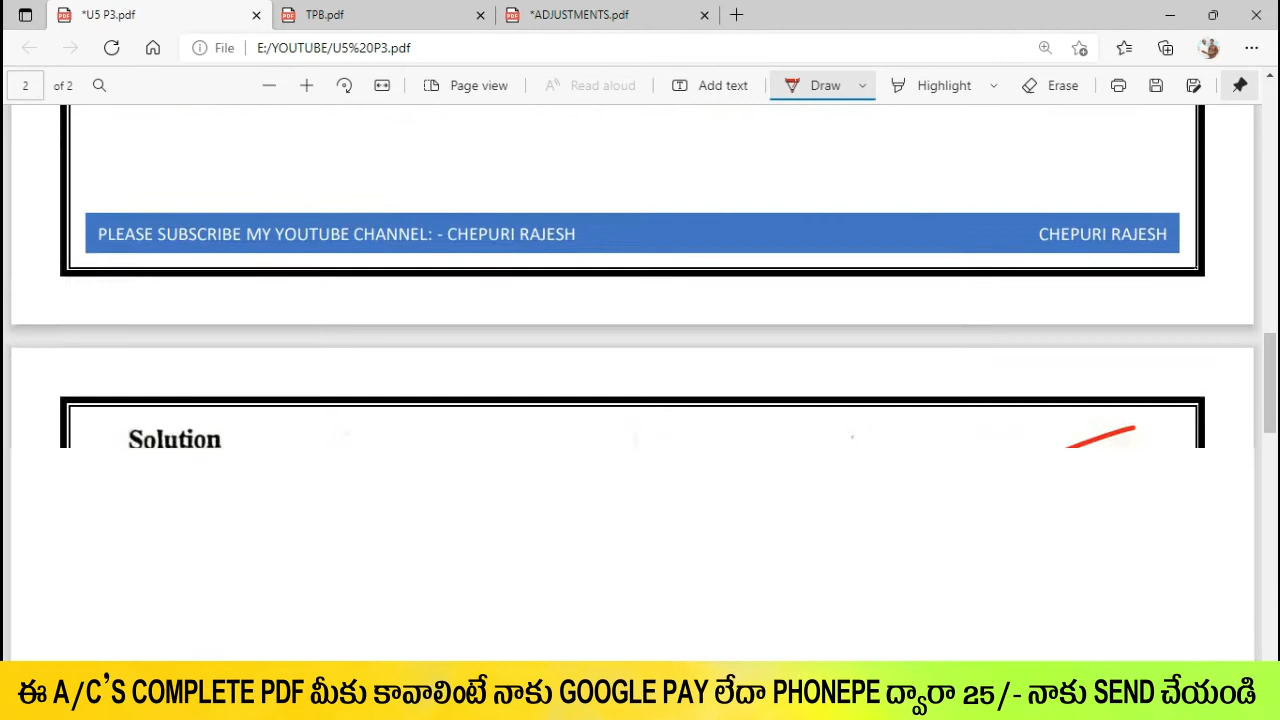 *U5 P3.pdf
TPB.pdf
*ADJUSTMENTS.pdf
File
E:/YOUTUBE/U5%20P3.pdf
2 of 2
Page view
Read aloud
Add text
Draw
Highlight
Erase
PLEASE SUBSCRIBE MY YOUTUBE CHANNEL: - CHEPURI RAJESH
CHEPURI RAJESH
Solution
ఈ A/C'S COMPLETE PDF మీకు కావాలింటే నాకు GOOGLE PAY లేదా PHONEPE ద్వారా 25/- నాకు SEND చేయండి